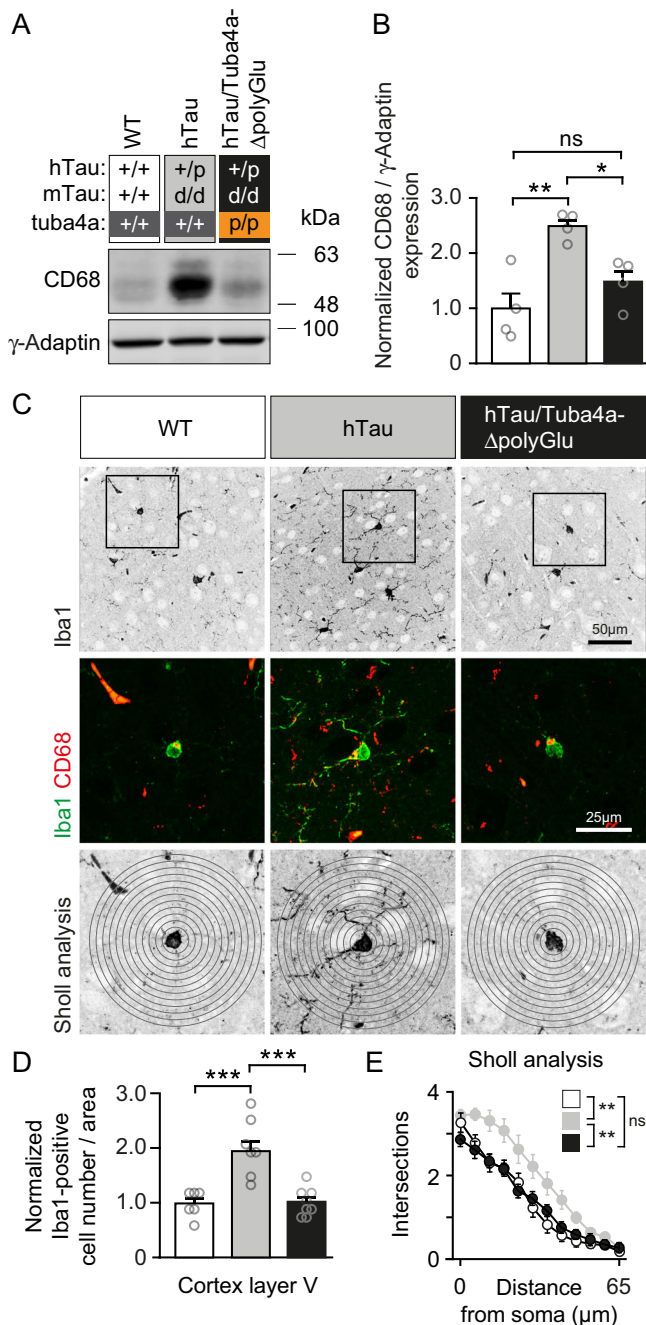 A
WT
hTau
hTau/Tuba4a-
ΔpolyGlu
hTau: +/+ +/p +/p
mTau: +/+ d/d d/d
tuba4a: +/+ +/+ p/p
kDa
CD68
63
48
γ-Adaptin
100
B
ns
** *
Normalized CD68 / γ-Adaptin
expression
3.0
2.0
1.0
0
C
WT
hTau
hTau/Tuba4a-
ΔpolyGlu
Iba1
50µm
Iba1 CD68
25µm
Sholl analysis
D
*** ***
Normalized
Iba1-positive
cell number / area
3.0
2.0
1.0
0
Cortex layer V
E
Sholl analysis
**
**
ns
Intersections
4
2
0
0 Distance 65
from soma (µm)